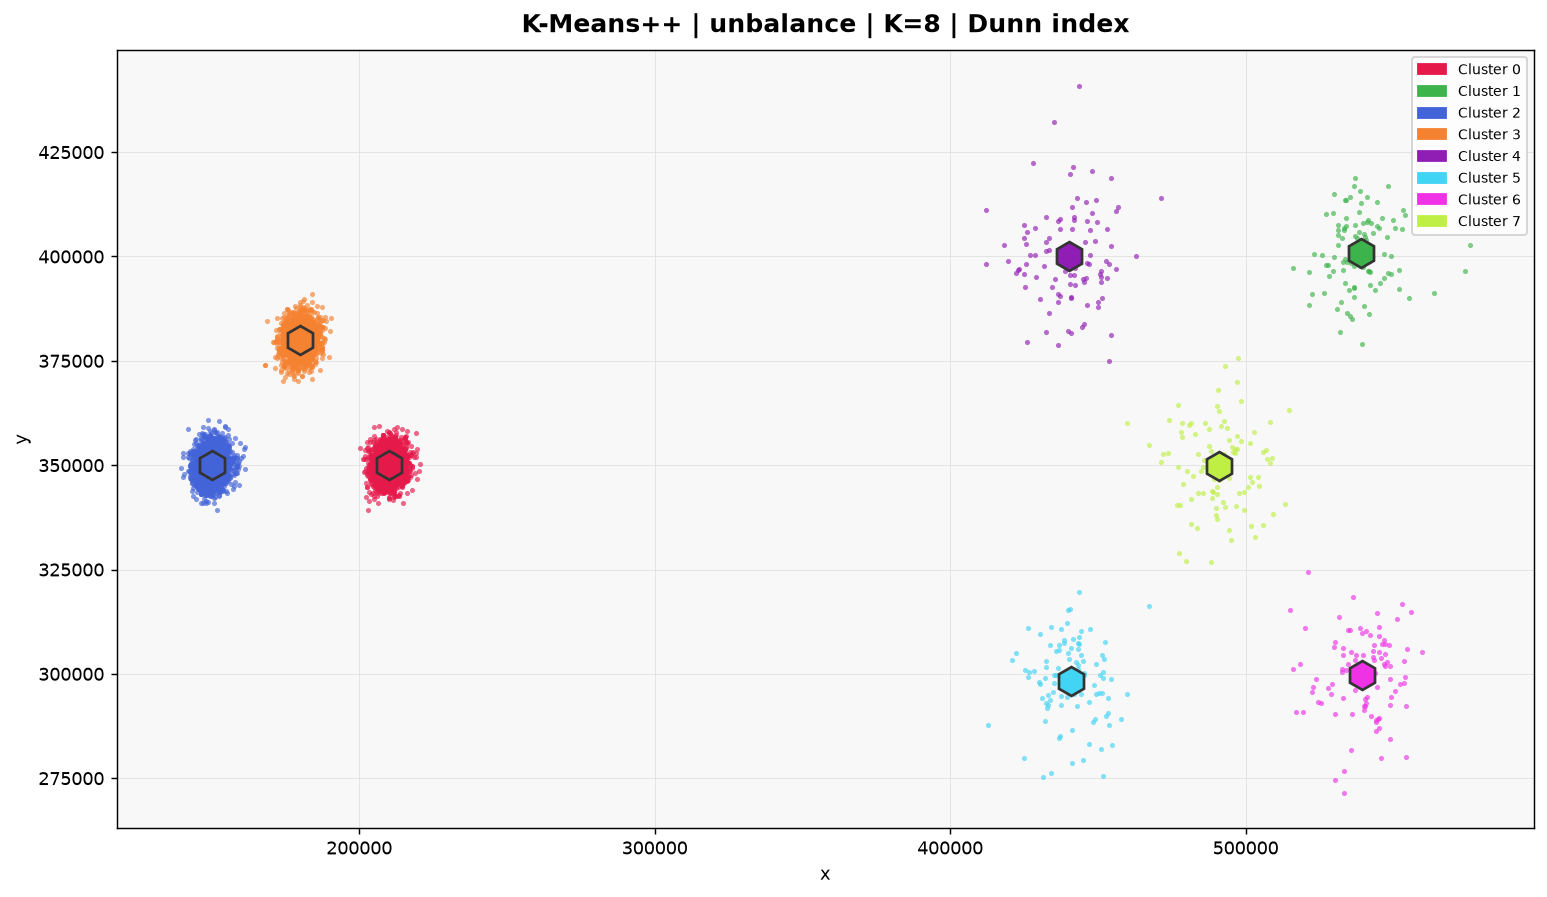 K-Means++ | unbalance | K=8 | Dunn index
Cluster 0
Cluster 1
Cluster 2
Cluster 3
Cluster 4
Cluster 5
Cluster 6
Cluster 7
425000
400000
375000
350000
325000
300000
275000
y
200000 300000 400000 500000
x